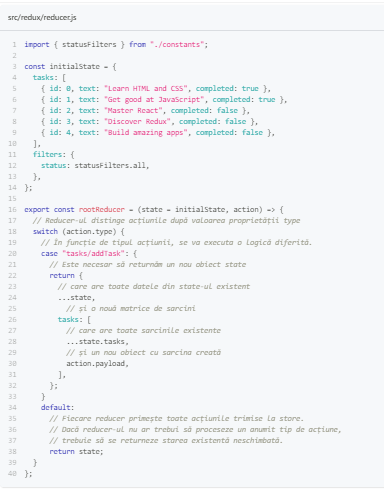 src/redux/reducer.js
1 import { statusFilters } from "./constants";
2
3 const initialState = {
4   tasks: [
5     { id: 0, text: "Learn HTML and CSS", completed: true },
6     { id: 1, text: "Get good at JavaScript", completed: true },
7     { id: 2, text: "Master React", completed: false },
8     { id: 3, text: "Discover Redux", completed: false },
9     { id: 4, text: "Build amazing apps", completed: false },
10   ],
11   filters: {
12     status: statusFilters.all,
13   },
14 };
15
16 export const rootReducer = (state = initialState, action) => {
17   // Reducer-ul distinge acțiunile după valoarea proprietății type
18   switch (action.type) {
19     // În funcție de tipul acțiunii, se va executa o logică diferită.
20     case "tasks/addTask": {
21       // Este necesar să returnăm un nou obiect state
22       return {
23         // care are toate datele din state-ul existent
24         ...state,
25           // și o nouă matrice de sarcini
26         tasks: [
27           // care are toate sarcinile existente
28           ...state.tasks,
29           // și un nou obiect cu sarcina creată
30           action.payload,
31         ],
32       };
33     }
34     default:
35       // Fiecare reducer primește toate acțiunile trimise la store.
36       // Dacă reducer-ul nu ar trebui să proceseze un anumit tip de acțiune,
37       // trebuie să se returneze starea existentă neschimbată.
38       return state;
39   }
40 };